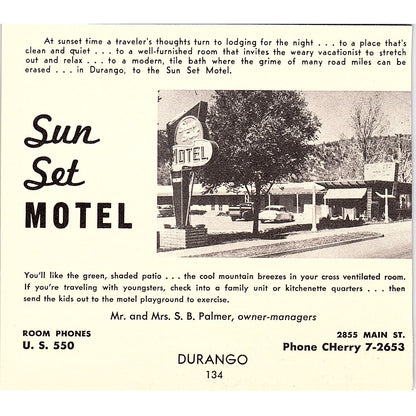 At sunset time a traveler's thoughts turn to lodging for the night . . . to a place that's
clean and quiet . . . to a well-furnished room that invites the weary vacationist to stretch
out and relax . . . to a modern, tile bath where the grime of many road miles can be
erased . . . in Durango, to the Sun Set Motel.
Sun
Set
MOTEL
MOTEL
You'll like the green, shaded patio . . . the cool mountain breezes in your cross ventilated room.
If you're traveling with youngsters, check into a family unit or kitchenette quarters . . . then
send the kids out to the motel playground to exercise.
Mr. and Mrs. S. B. Palmer, owner-managers
ROOM PHONES
U. S. 550
2855 MAIN ST.
Phone CHerry 7-2653
DURANGO
134